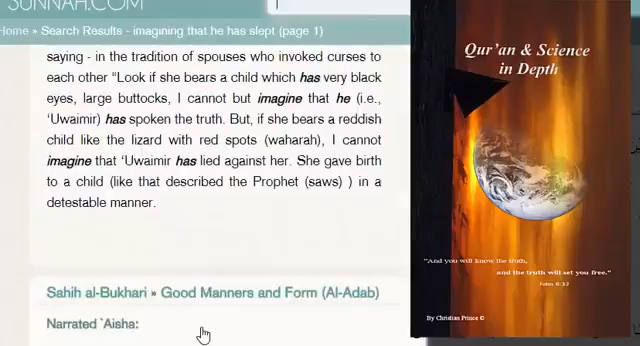 SUNNAH.COM
Home » Search Results - imagining that he has slept (page 1)
saying - in the tradition of spouses who invoked curses to
each other “Look if she bears a child which has very black
eyes, large buttocks, I cannot but imagine that he (i.e.,
‘Uwaimir) has spoken the truth. But, if she bears a reddish
child like the lizard with red spots (waharah), I cannot
imagine that ‘Uwaimir has lied against her. She gave birth
to a child (like that described the Prophet (saws) ) in a
detestable manner.
Sahih al-Bukhari » Good Manners and Form (Al-Adab)
Narrated `Aisha:
Qur'an & Science
in Depth
"And you will know the truth,
and the truth will set you free."
John 8:32
By Christian Prince ©